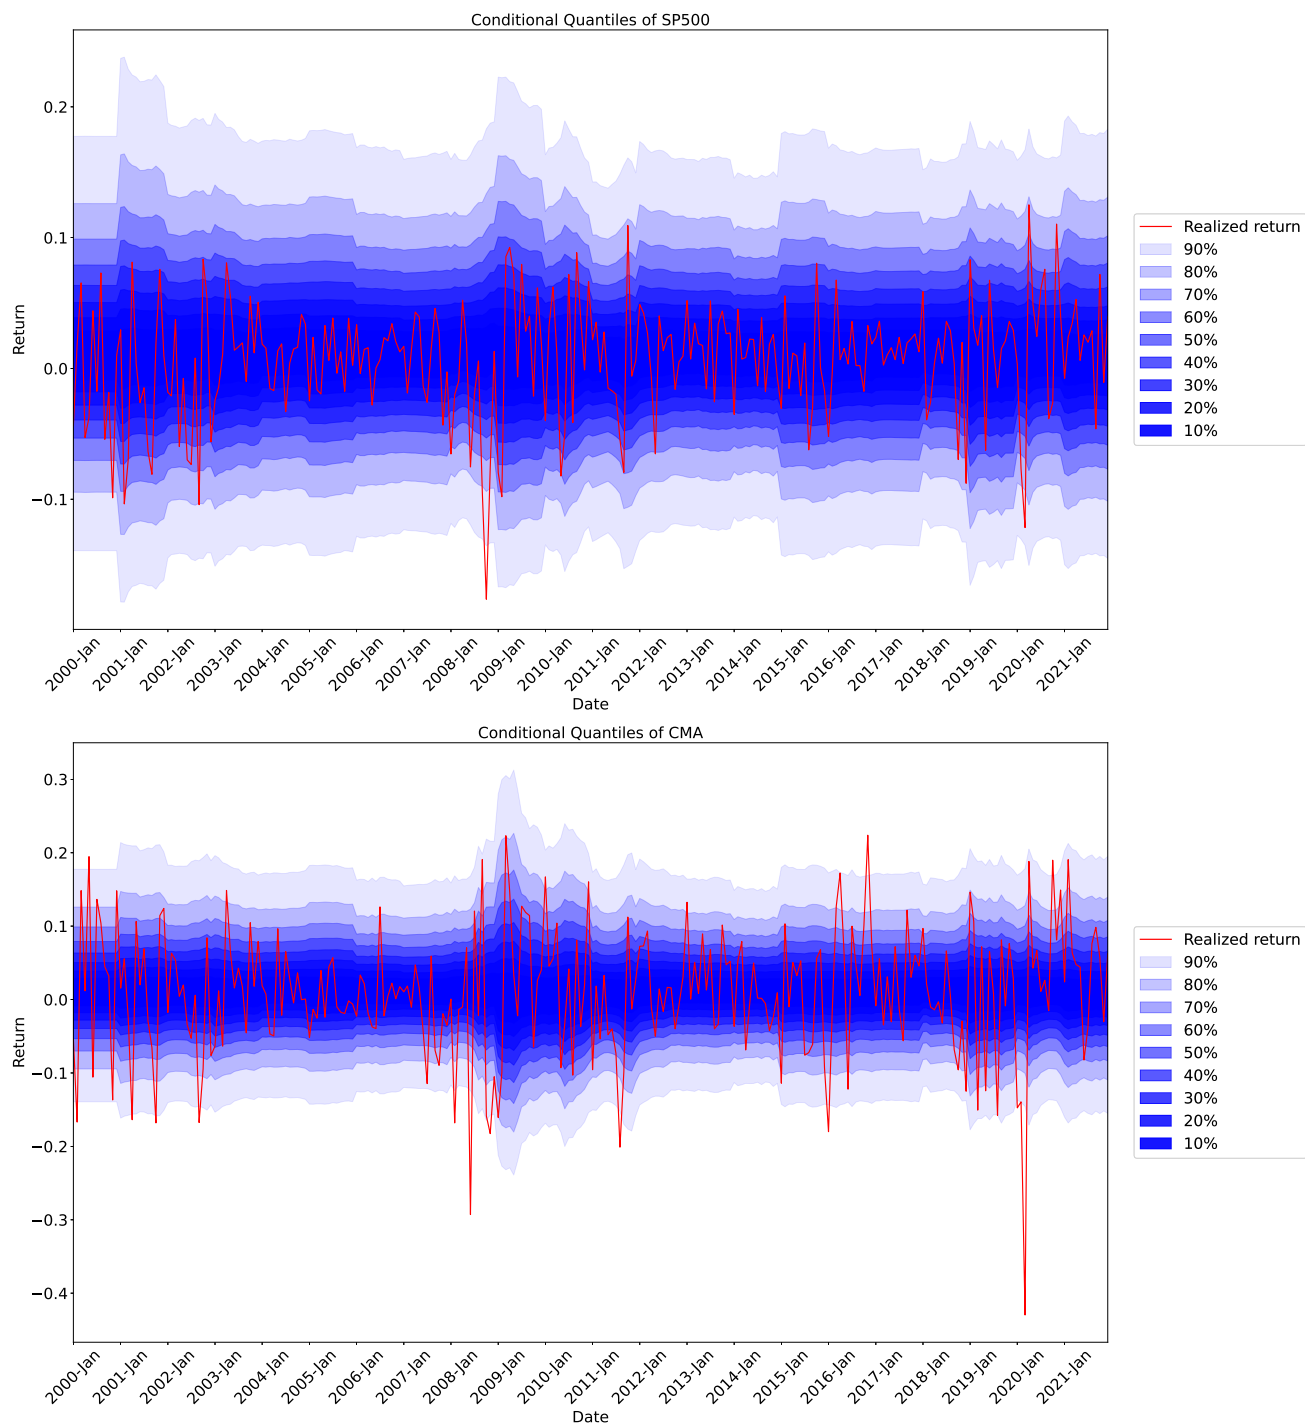 Conditional Quantiles of SP500
Return
0.2
0.1
0.0
−0.1
2000-Jan
2001-Jan
2002-Jan
2003-Jan
2004-Jan
2005-Jan
2006-Jan
2007-Jan
2008-Jan
2009-Jan
2010-Jan
2011-Jan
2012-Jan
2013-Jan
2014-Jan
2015-Jan
2016-Jan
2017-Jan
2018-Jan
2019-Jan
2020-Jan
2021-Jan
Date
Realized return
90%
80%
70%
60%
50%
40%
30%
20%
10%
Conditional Quantiles of CMA
Return
0.3
0.2
0.1
0.0
−0.1
−0.2
−0.3
−0.4
2000-Jan
2001-Jan
2002-Jan
2003-Jan
2004-Jan
2005-Jan
2006-Jan
2007-Jan
2008-Jan
2009-Jan
2010-Jan
2011-Jan
2012-Jan
2013-Jan
2014-Jan
2015-Jan
2016-Jan
2017-Jan
2018-Jan
2019-Jan
2020-Jan
2021-Jan
Date
Realized return
90%
80%
70%
60%
50%
40%
30%
20%
10%